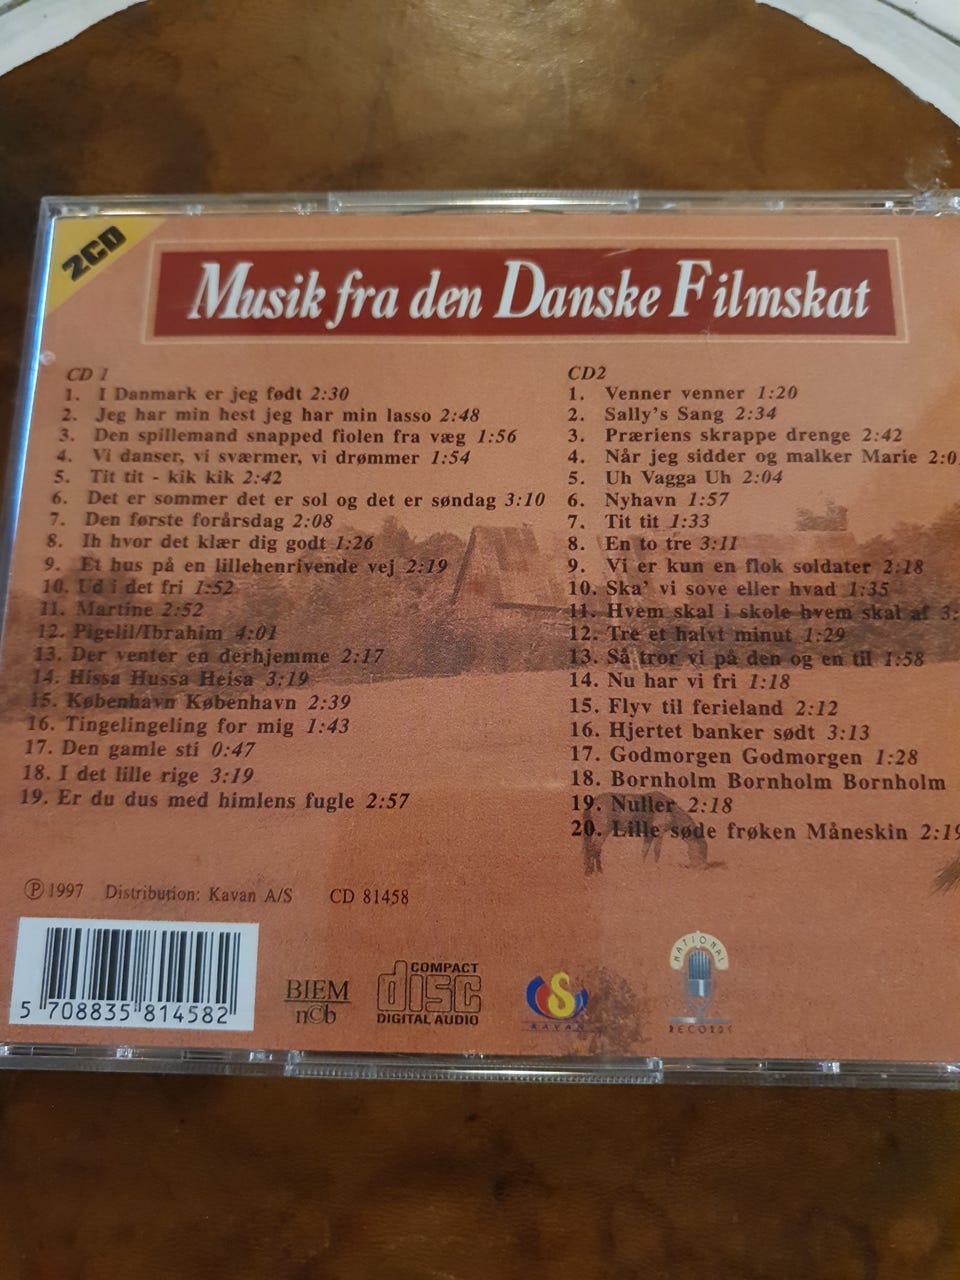 2CD
Musik fra den Danske Filmskat
CD 1
1. I Danmark er jeg født 2:30
2. Jeg har min hest jeg har min lasso 2:48
3. Den spillemand snapped fiolen fra væg 1:56
4. Vi danser, vi sværmer, vi drømmer 1:54
5. Tit tit - kik kik 2:42
6. Det er sommer det er sol og det er søndag 3:10
7. Den første forårsdag 2:08
8. Ih hvor det klær dig godt 1:26
9. Et hus på en lillehenrivende vej 2:19
10. Ud i det fri 1:52
11. Martine 2:52
12. Pigelil/Ibrahim 4:01
13. Der venter en derhjemme 2:17
14. Hissa Hussa Heisa 3:19
15. København København 2:39
16. Tingelingeling for mig 1:43
17. Den gamle sti 0:47
18. I det lille rige 3:19
19. Er du dus med himlens fugle 2:57
CD2
1. Venner venner 1:20
2. Sally's Sang 2:34
3. Præriens skrappe drenge 2:42
4. Når jeg sidder og malker Marie 2:0
5. Uh Vagga Uh 2:04
6. Nyhavn 1:57
7. Tit tit 1:33
8. En to tre 3:11
9. Vi er kun en flok soldater 2:18
10. Ska' vi sove eller hvad 1:35
11. Hvem skal i skole hvem skal af 3:
12. Tre et halvt minut 1:29
13. Så tror vi på den og en til 1:58
14. Nu har vi fri 1:18
15. Flyv til ferieland 2:12
16. Hjertet banker sødt 3:13
17. Godmorgen Godmorgen 1:28
18. Bornholm Bornholm Bornholm
19. Nuller 2:18
20. Lille søde frøken Måneskin 2:19
Ⓟ1997 Distribution: Kavan A/S CD 81458
5 708835 814582
BIEM
n©b
COMPACT
disc
DIGITAL AUDIO
S
KAVAN
NATIONAL
RECORDS